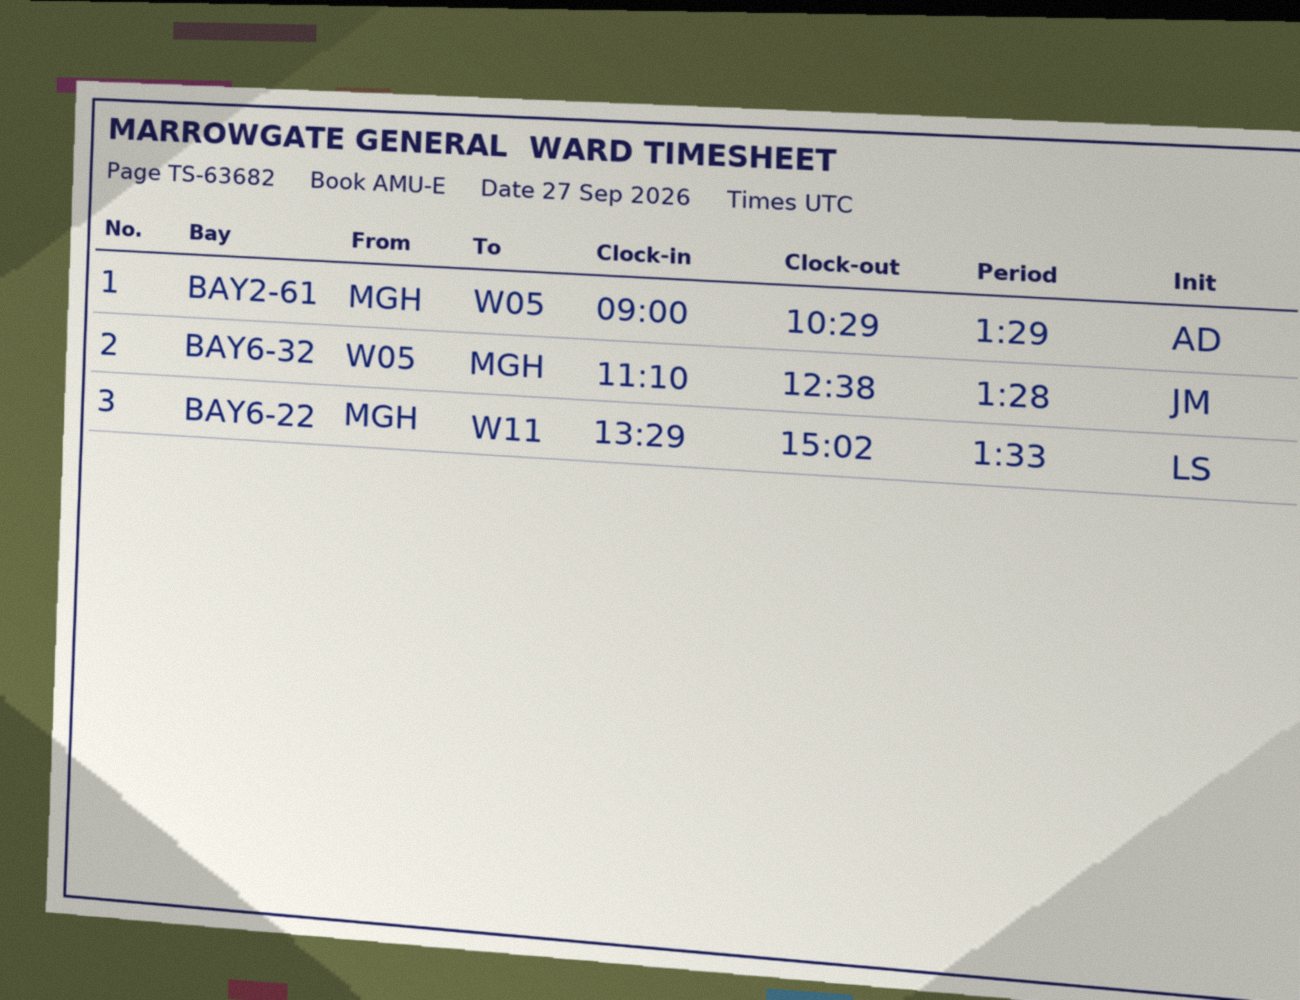 MARROWGATE GENERAL WARD TIMESHEET
Page TS-63682 Book AMU-E Date 27 Sep 2026 Times UTC
No. Bay From To Clock-in Clock-out Period Init
1 BAY2-61 MGH W05 09:00 10:29 1:29 AD
2 BAY6-32 W05 MGH 11:10 12:38 1:28 JM
3 BAY6-22 MGH W11 13:29 15:02 1:33 LS